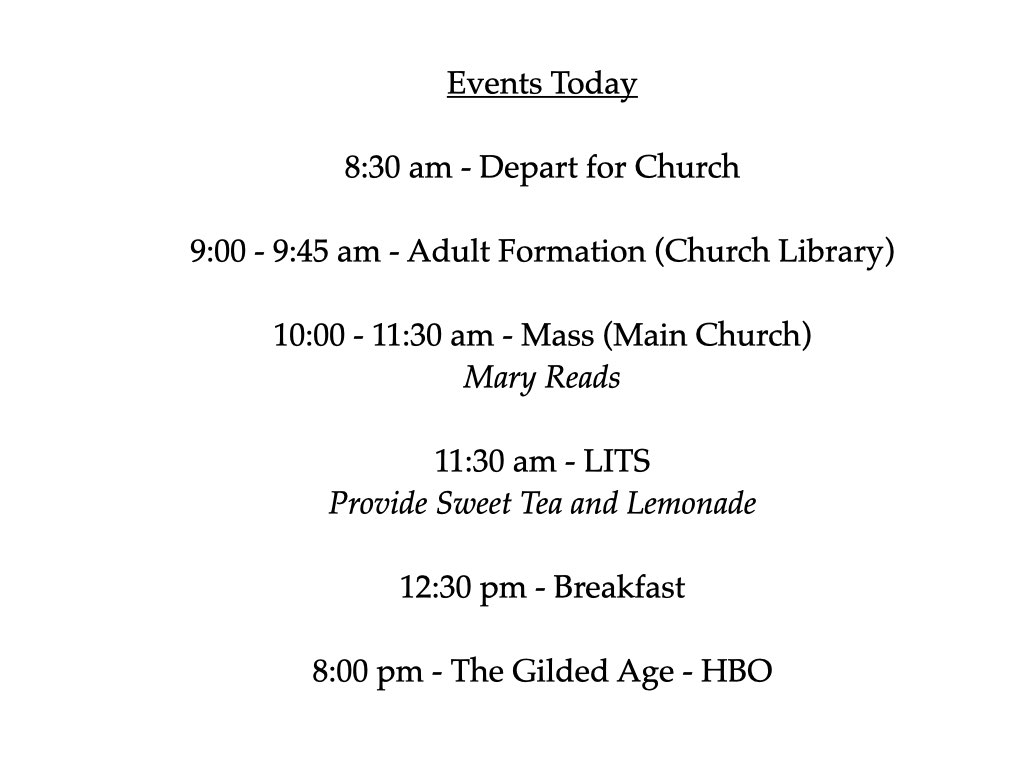 Events Today
8:30 am - Depart for Church
9:00 - 9:45 am - Adult Formation (Church Library)
10:00 - 11:30 am - Mass (Main Church)
Mary Reads
11:30 am - LITS
Provide Sweet Tea and Lemonade
12:30 pm - Breakfast
8:00 pm - The Gilded Age - HBO